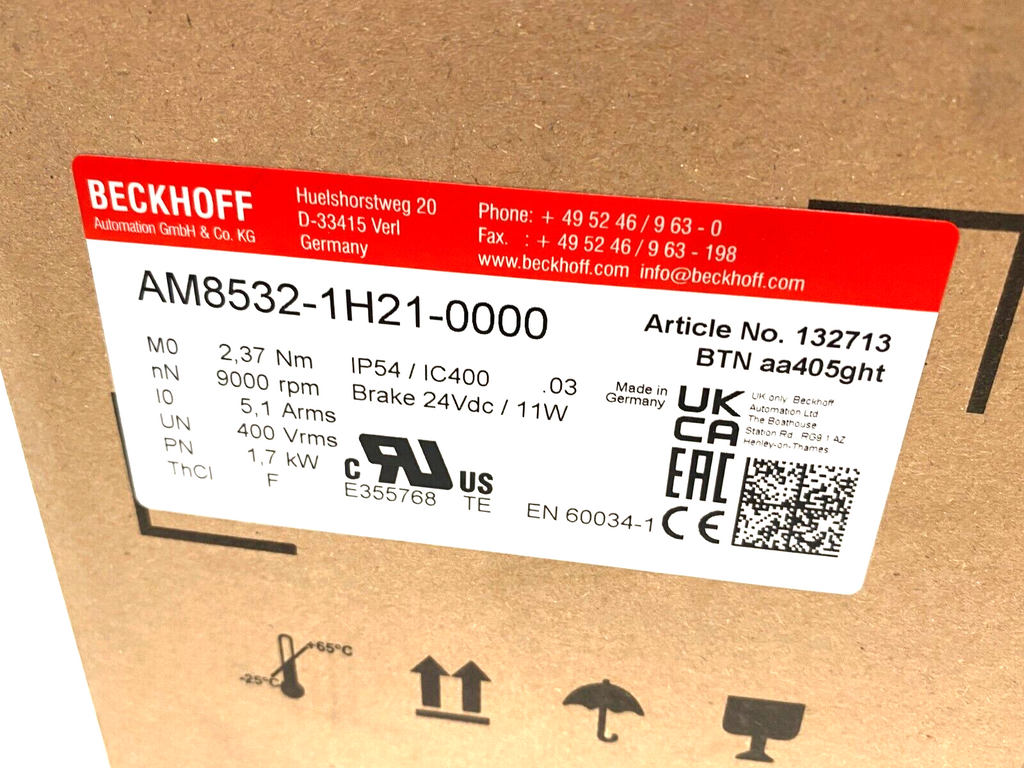 BECKHOFF
Automation GmbH & Co. KG
Huelshorstweg 20
D-33415 Verl
Germany
Phone: + 49 52 46 / 9 63 - 0
Fax. : + 49 52 46 / 9 63 - 198
www.beckhoff.com info@beckhoff.com
AM8532-1H21-0000
Article No. 132713
BTN aa405ght
M0 2,37 Nm
nN 9000 rpm
I0 5,1 Arms
UN 400 Vrms
PN 1,7 kW
ThCl F
IP54 / IC400 .03
Brake 24Vdc / 11W
c RU US
E355768 TE
EN 60034-1
Made in
Germany
UK
CA
UK only Beckhoff
Automation Ltd
The Boathouse
Station Rd RG9 1 AZ
Henley-on-Thames
EAC
CE
+65°C
-25°C